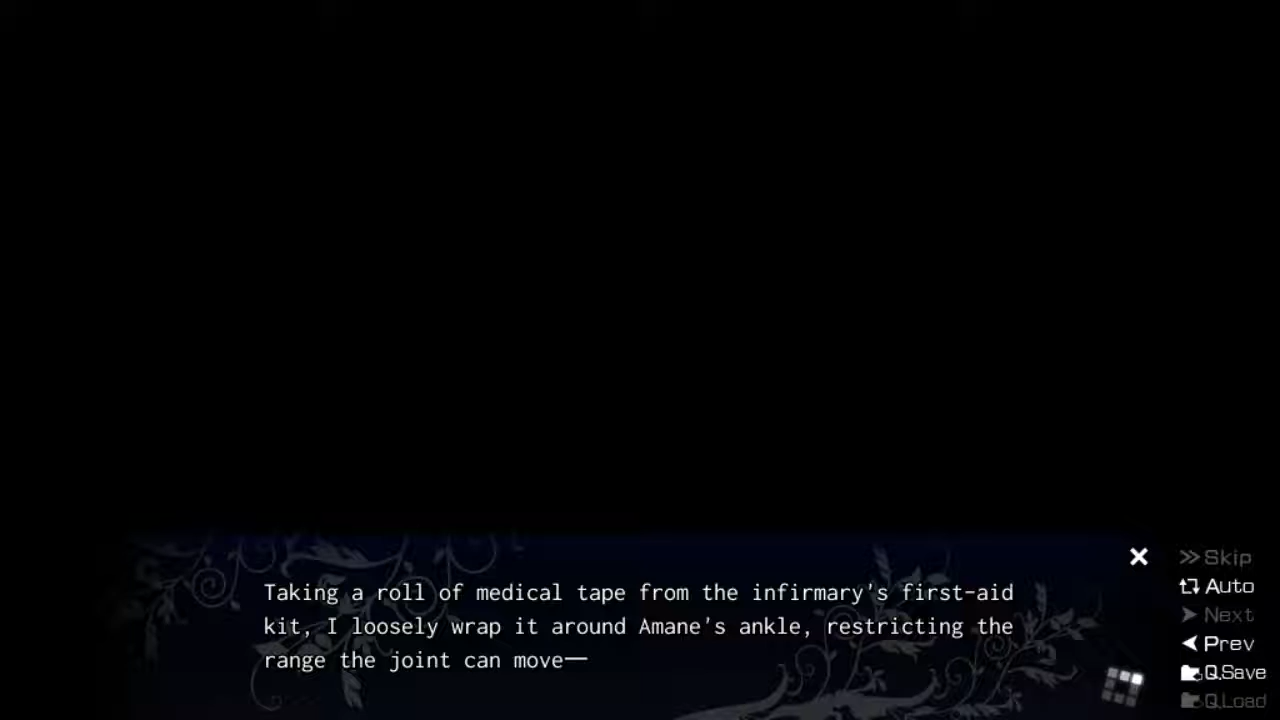 Taking a roll of medical tape from the infirmary's first-aid
kit, I loosely wrap it around Amane's ankle, restricting the
range the joint can move──
Skip
Auto
Next
Prev
Q.Save
Q.Load